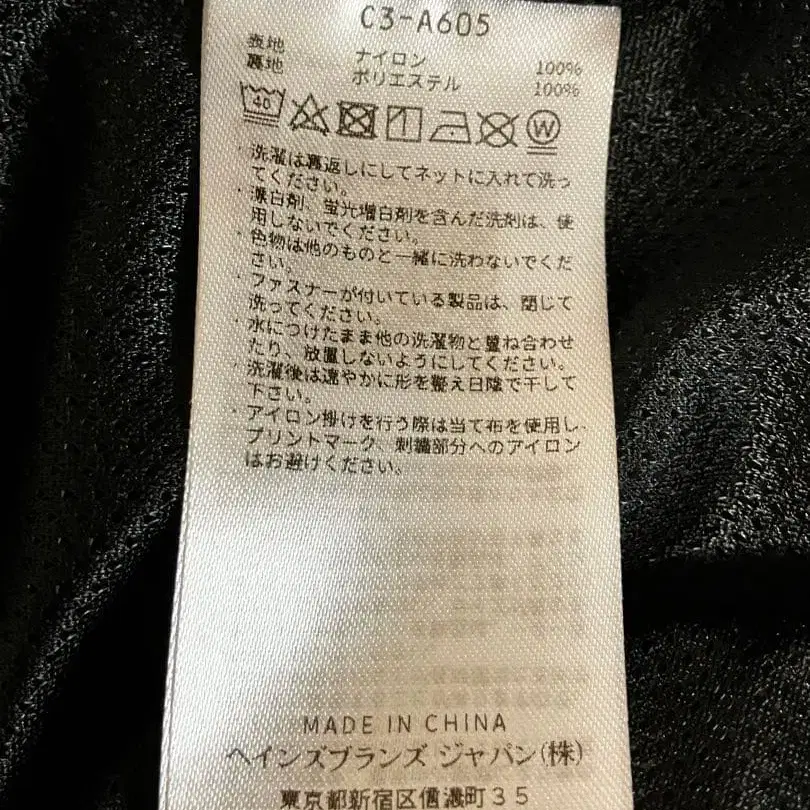 C3-A605
表地 ナイロン 100%
裏地 ポリエステル 100%
40
W
・洗濯は裏返しにしてネットに入れて洗っ
てください。
・漂白剤、蛍光増白剤を含んだ洗剤は、使
用しないでください。
・色物は他のものと一緒に洗わないでくだ
さい。
・ファスナーが付いている製品は、閉じて
洗ってください。
・水につけたまま他の洗濯物と重ね合わせ
たり、放置しないようにしてください。
・洗濯後は速やかに形を整え日陰で干して
下さい。
・アイロン掛けを行う際は当て布を使用し、
プリントマーク、刺繍部分へのアイロン
はお避けください。
MADE IN CHINA
ヘインズブランズ ジャパン(株)
東京都新宿区信濃町35